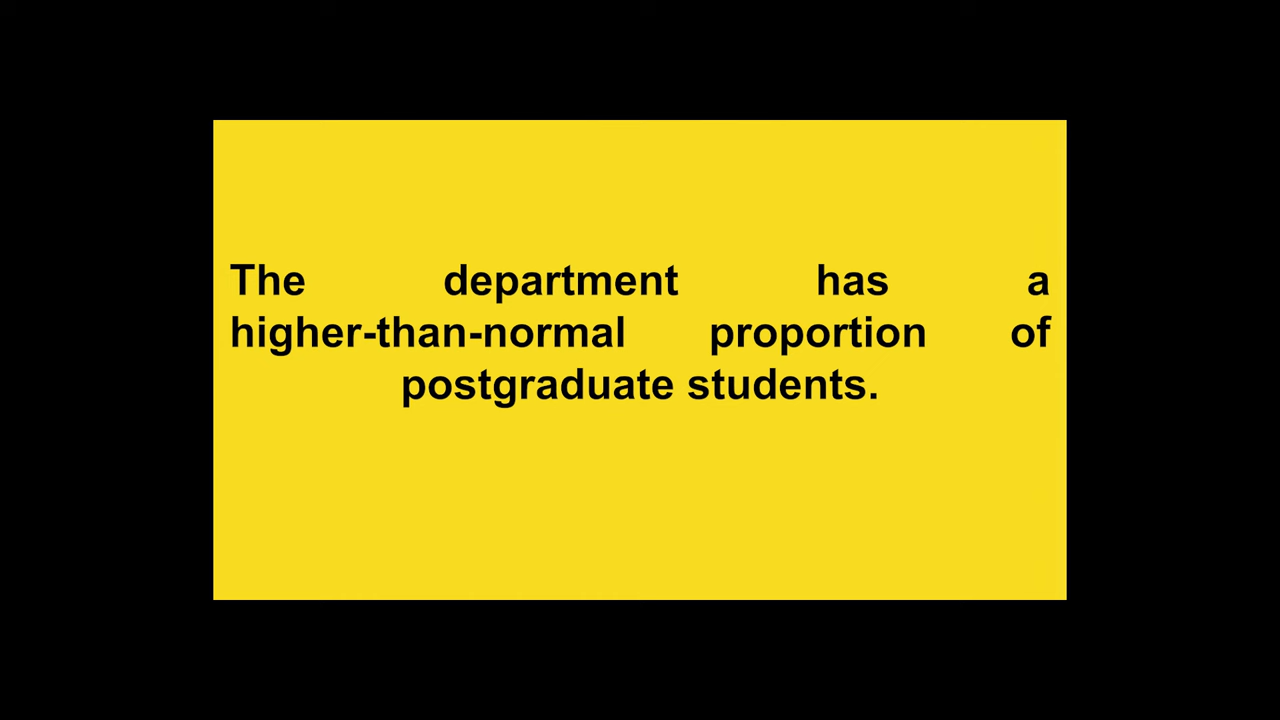 The department has a
higher-than-normal proportion of
postgraduate students.